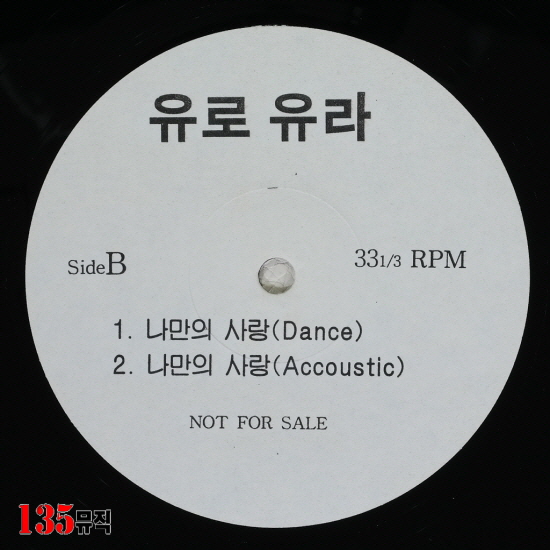 유로 유라
Side B
33 1/3 RPM
1. 나만의 사랑(Dance)
2. 나만의 사랑(Accoustic)
NOT FOR SALE
135뮤직